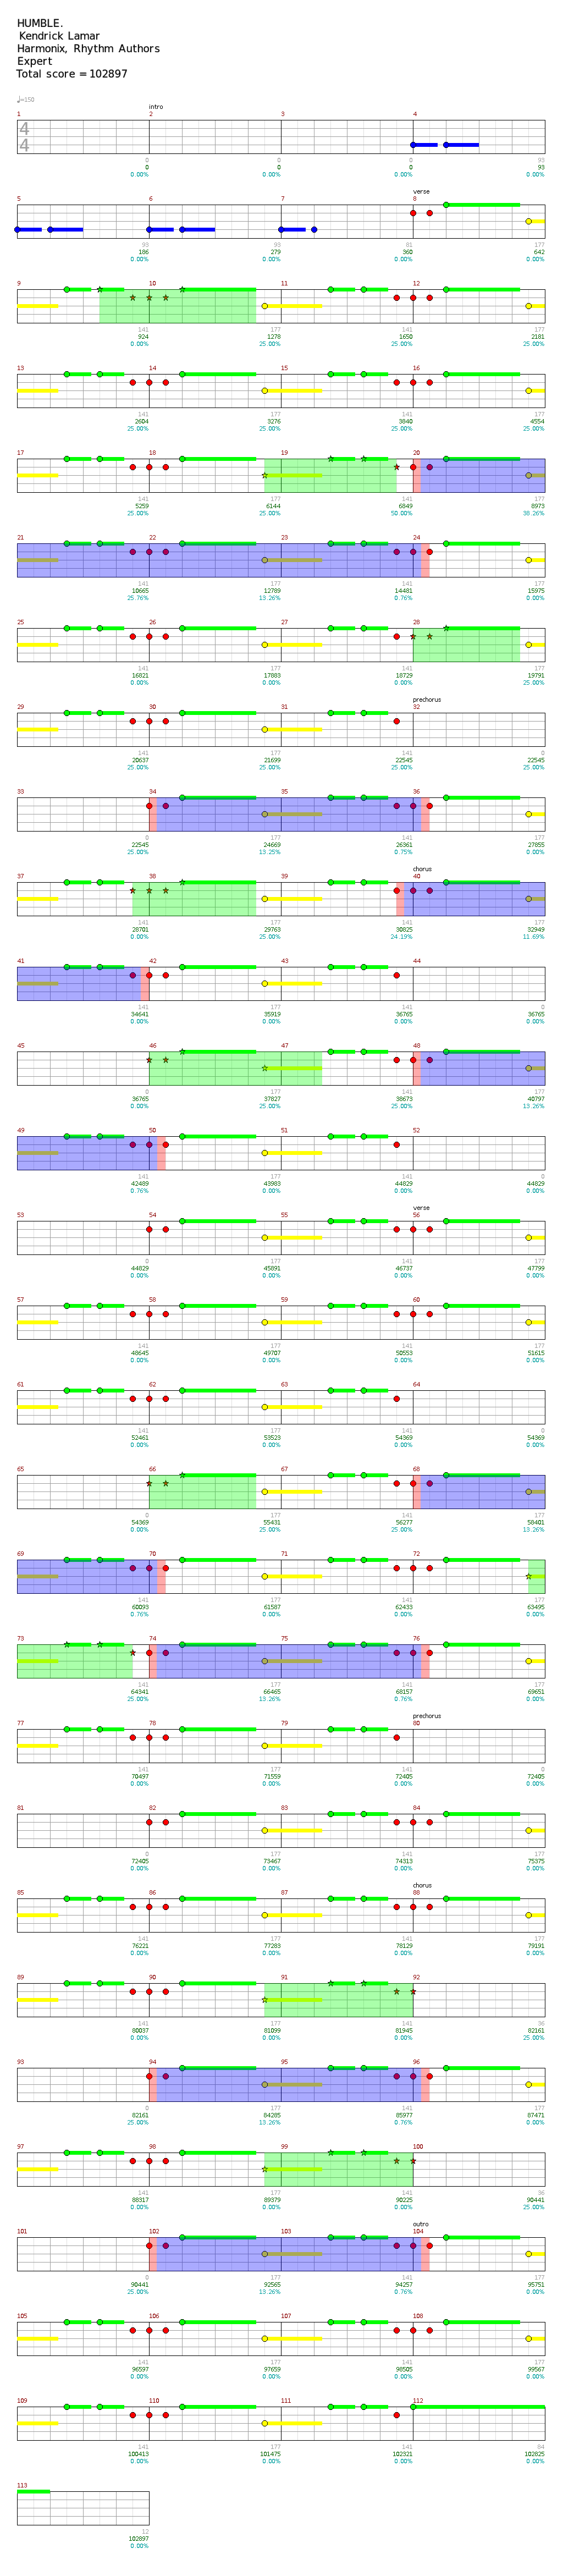 HUMBLE.
Kendrick Lamar
Harmonix, Rhythm Authors
Expert
Total score = 102897
♩=150
intro
1 2 3 4
4
4
93
0 0 0 93
0.00% 0.00% 0.00% 0.00%
verse
5 6 7 8
93 93 81 177
186 279 360 642
0.00% 0.00% 0.00% 0.00%
9 10 11 12
141 177 141 177
924 1278 1650 2181
0.00% 25.00% 25.00% 25.00%
13 14 15 16
141 177 141 177
2604 3276 3840 4554
25.00% 25.00% 25.00% 25.00%
17 18 19 20
141 177 141 177
5259 6144 6849 8973
25.00% 25.00% 50.00% 38.26%
21 22 23 24
141 177 141 177
10665 12789 14481 15975
25.76% 13.26% 0.76% 0.00%
25 26 27 28
141 177 141 177
16821 17883 18729 19791
0.00% 0.00% 0.00% 25.00%
prechorus
29 30 31 32
141 177 141 0
20637 21699 22545 22545
25.00% 25.00% 25.00% 25.00%
33 34 35 36
0 177 141 177
22545 24669 26361 27855
25.00% 13.25% 0.75% 0.00%
chorus
37 38 39 40
141 177 141 177
28701 29763 30825 32949
25.00% 25.00% 24.19% 11.69%
41 42 43 44
141 177 141 0
34641 35919 36765 36765
0.00% 0.00% 0.00% 0.00%
45 46 47 48
0 177 141 177
36765 37827 38673 40797
0.00% 25.00% 25.00% 13.26%
49 50 51 52
141 177 141 0
42489 43983 44829 44829
0.76% 0.00% 0.00% 0.00%
verse
53 54 55 56
0 177 141 177
44829 45891 46737 47799
0.00% 0.00% 0.00% 0.00%
57 58 59 60
141 177 141 177
48645 49707 50553 51615
0.00% 0.00% 0.00% 0.00%
61 62 63 64
141 177 141 0
52461 53523 54369 54369
0.00% 0.00% 0.00% 0.00%
65 66 67 68
0 177 141 177
54369 55431 56277 58401
0.00% 25.00% 25.00% 13.26%
69 70 71 72
141 177 141 177
60093 61587 62433 63495
0.76% 0.00% 0.00% 0.00%
73 74 75 76
141 177 141 177
64341 66465 68157 69651
25.00% 13.26% 0.76% 0.00%
prechorus
77 78 79 80
141 177 141 0
70497 71559 72405 72405
0.00% 0.00% 0.00% 0.00%
81 82 83 84
0 177 141 177
72405 73467 74313 75375
0.00% 0.00% 0.00% 0.00%
chorus
85 86 87 88
141 177 141 177
76221 77283 78129 79191
0.00% 0.00% 0.00% 0.00%
89 90 91 92
141 177 141 36
80037 81099 81945 82161
0.00% 0.00% 0.00% 25.00%
93 94 95 96
0 177 141 177
82161 84285 85977 87471
25.00% 13.26% 0.76% 0.00%
97 98 99 100
141 177 141 36
88317 89379 90225 90441
0.00% 0.00% 0.00% 25.00%
outro
101 102 103 104
0 177 141 177
90441 92565 94257 95751
25.00% 13.26% 0.76% 0.00%
105 106 107 108
141 177 141 177
96597 97659 98505 99567
0.00% 0.00% 0.00% 0.00%
109 110 111 112
141 177 141 64
100413 101475 102321 102825
0.00% 0.00% 0.00% 0.00%
113
12
102897
0.00%